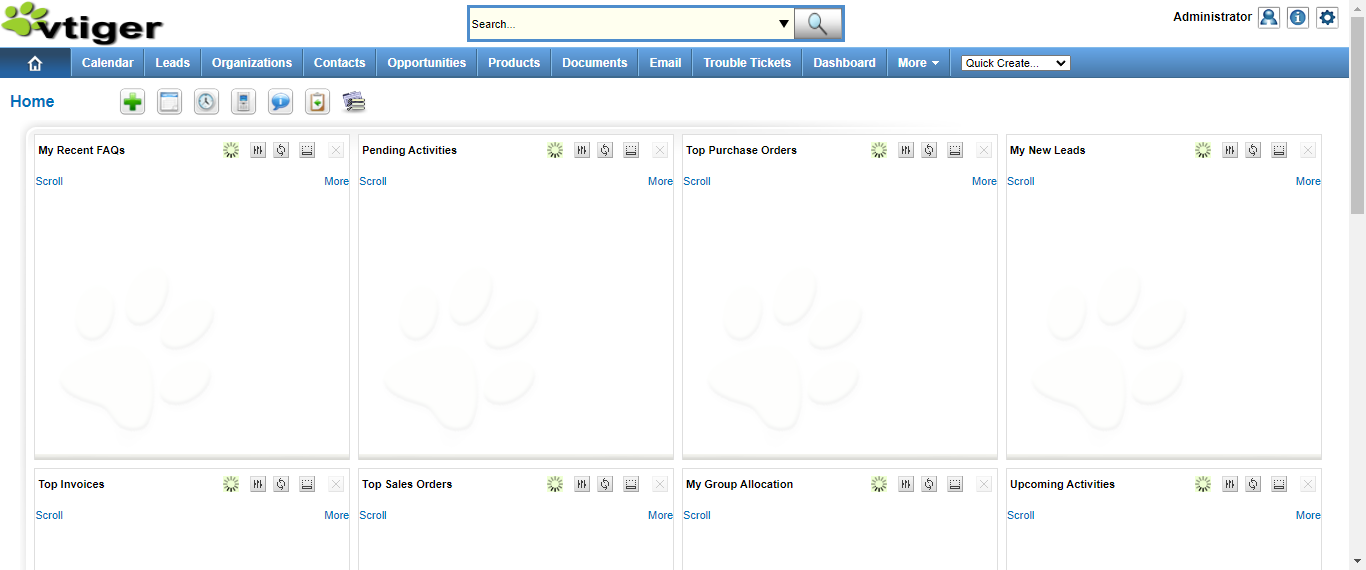 vtiger
Search...
Administrator
Calendar Leads Organizations Contacts Opportunities Products Documents Email Trouble Tickets Dashboard More Quick Create...
Home
My Recent FAQs Pending Activities Top Purchase Orders My New Leads
Scroll More Scroll More Scroll More Scroll More
Top Invoices Top Sales Orders My Group Allocation Upcoming Activities
Scroll More Scroll More Scroll More Scroll More